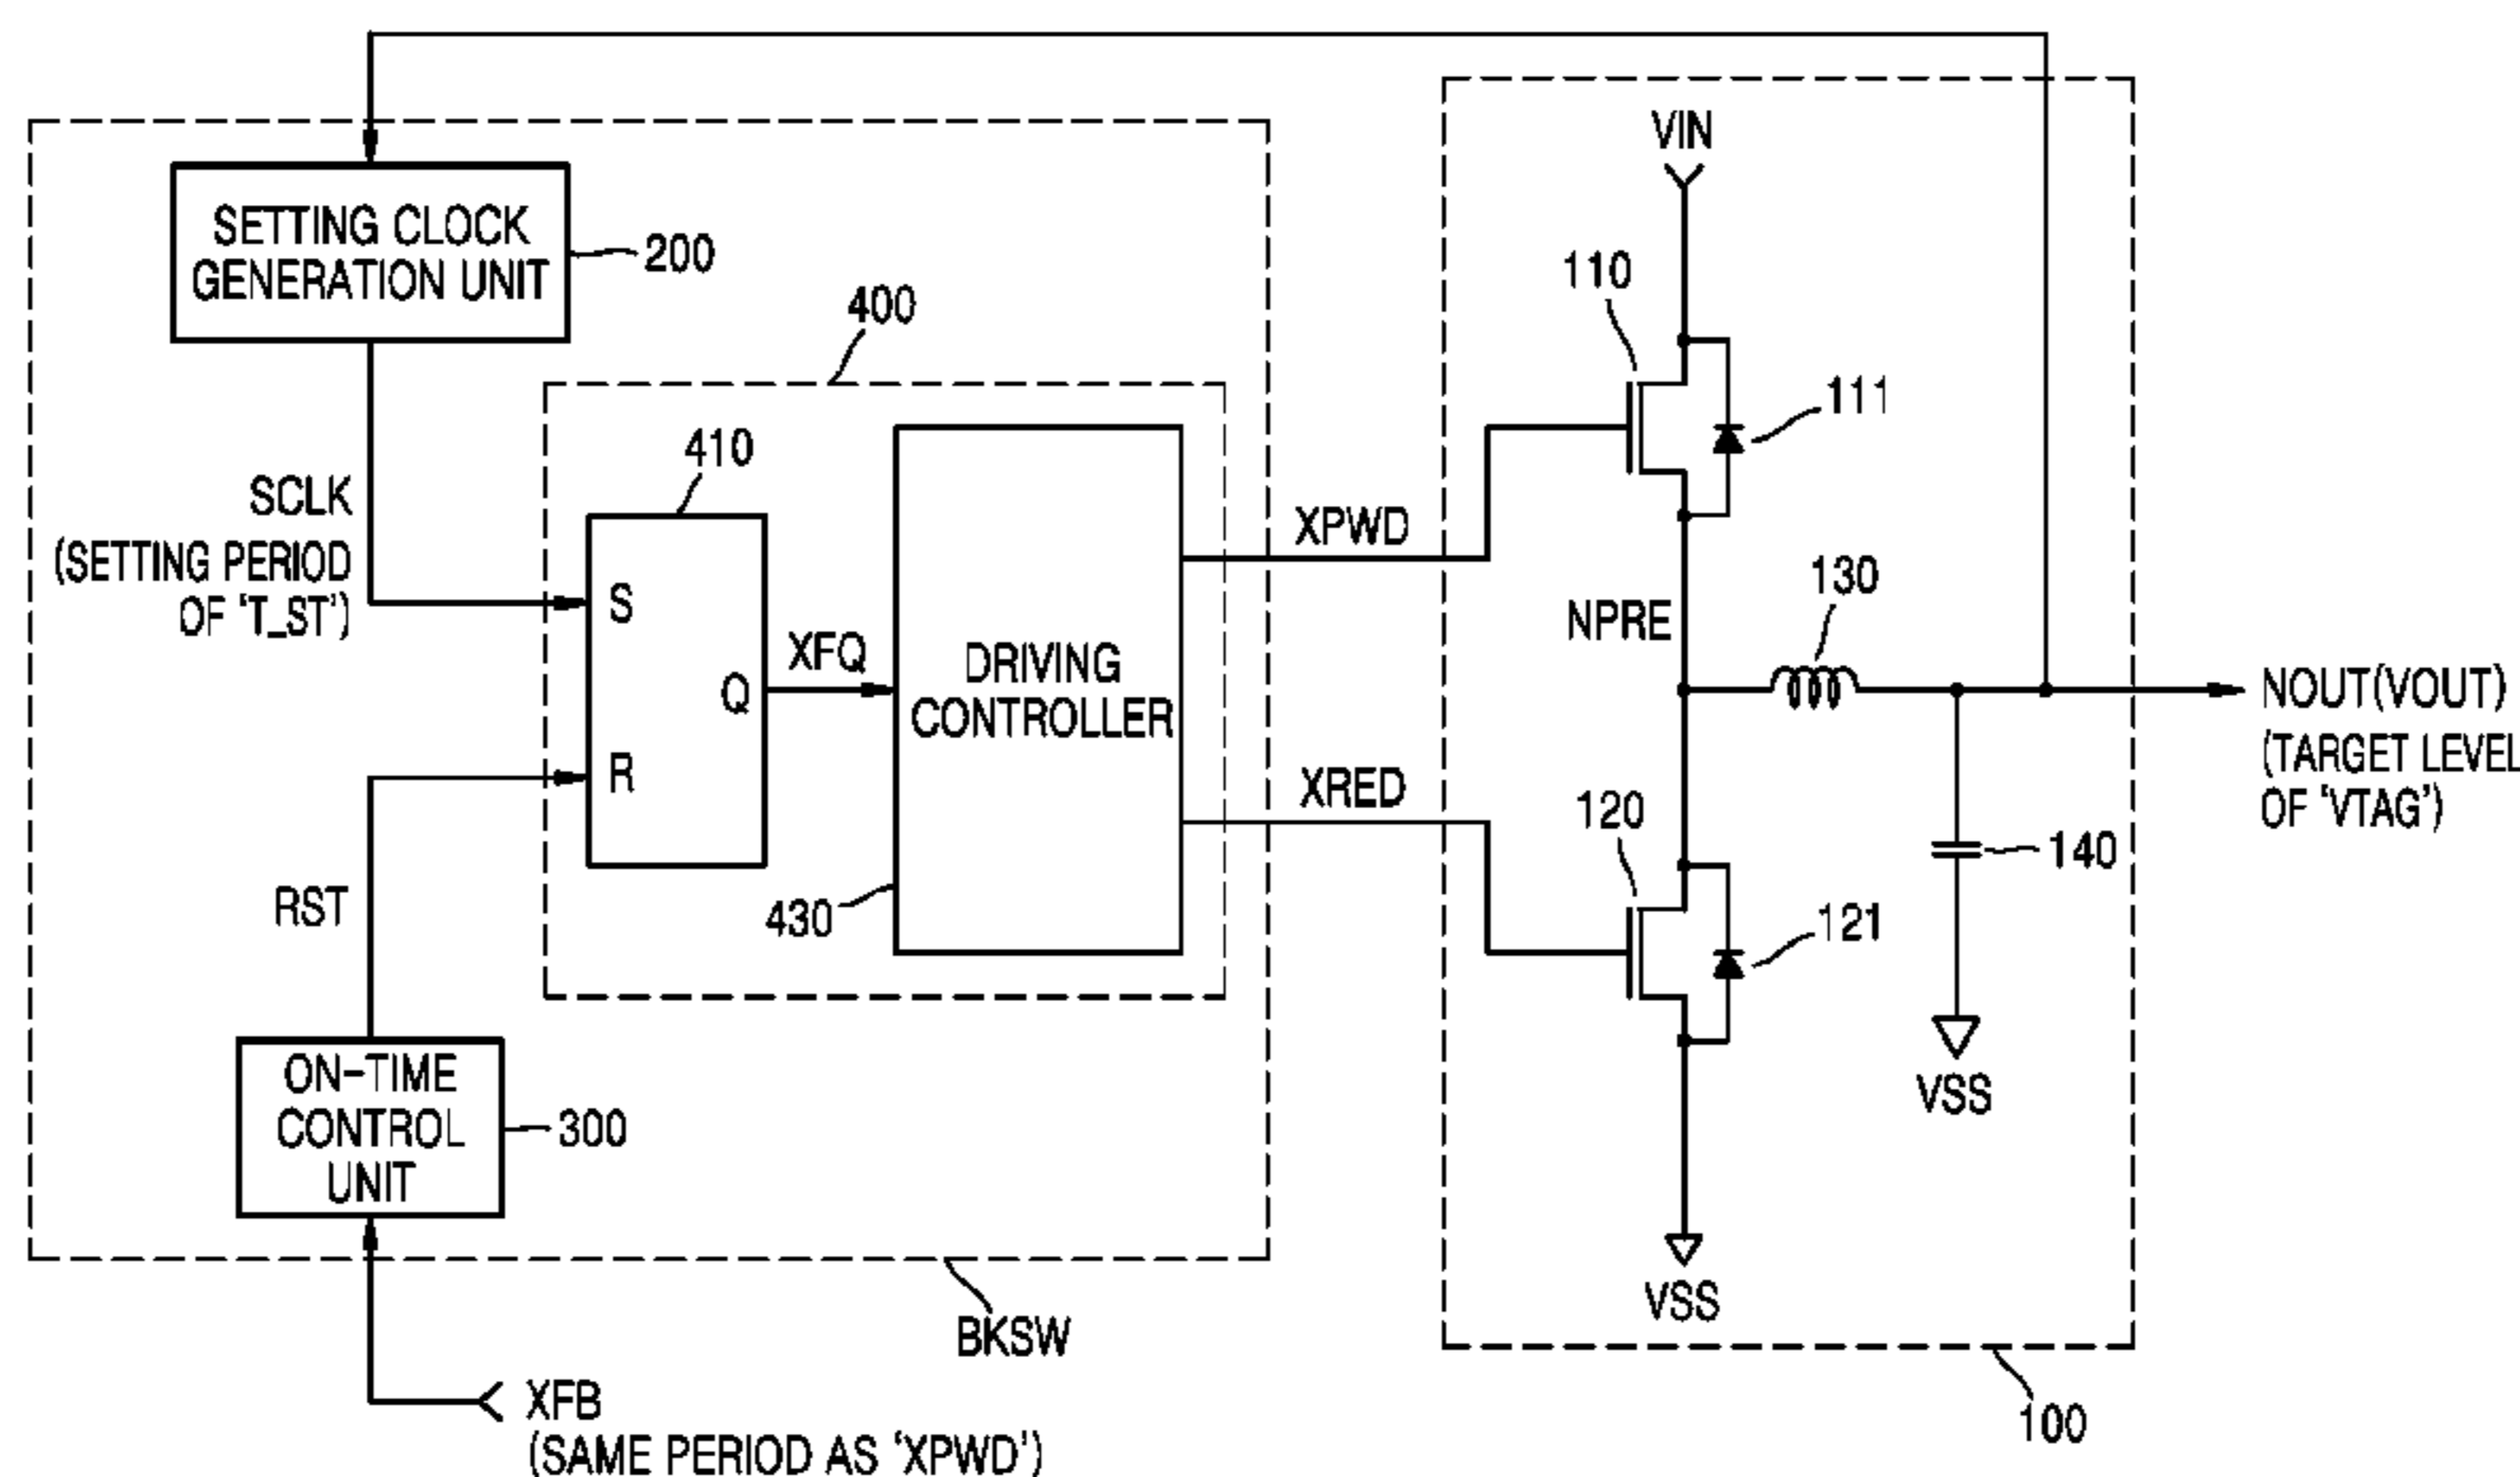 VIN
SETTING CLOCK
GENERATION UNIT
200
110
400
111
410
SCLK
(SETTING PERIOD
OF 'T_ST')
XPWD
130
NPRE
S
XFQ
Q
DRIVING
CONTROLLER
NOUT(VOUT)
(TARGET LEVEL
OF 'VTAG')
R
XRED
120
140
RST
430
121
ON-TIME
CONTROL
UNIT
300
VSS
VSS
BKSW
XFB
(SAME PERIOD AS 'XPWD')
100